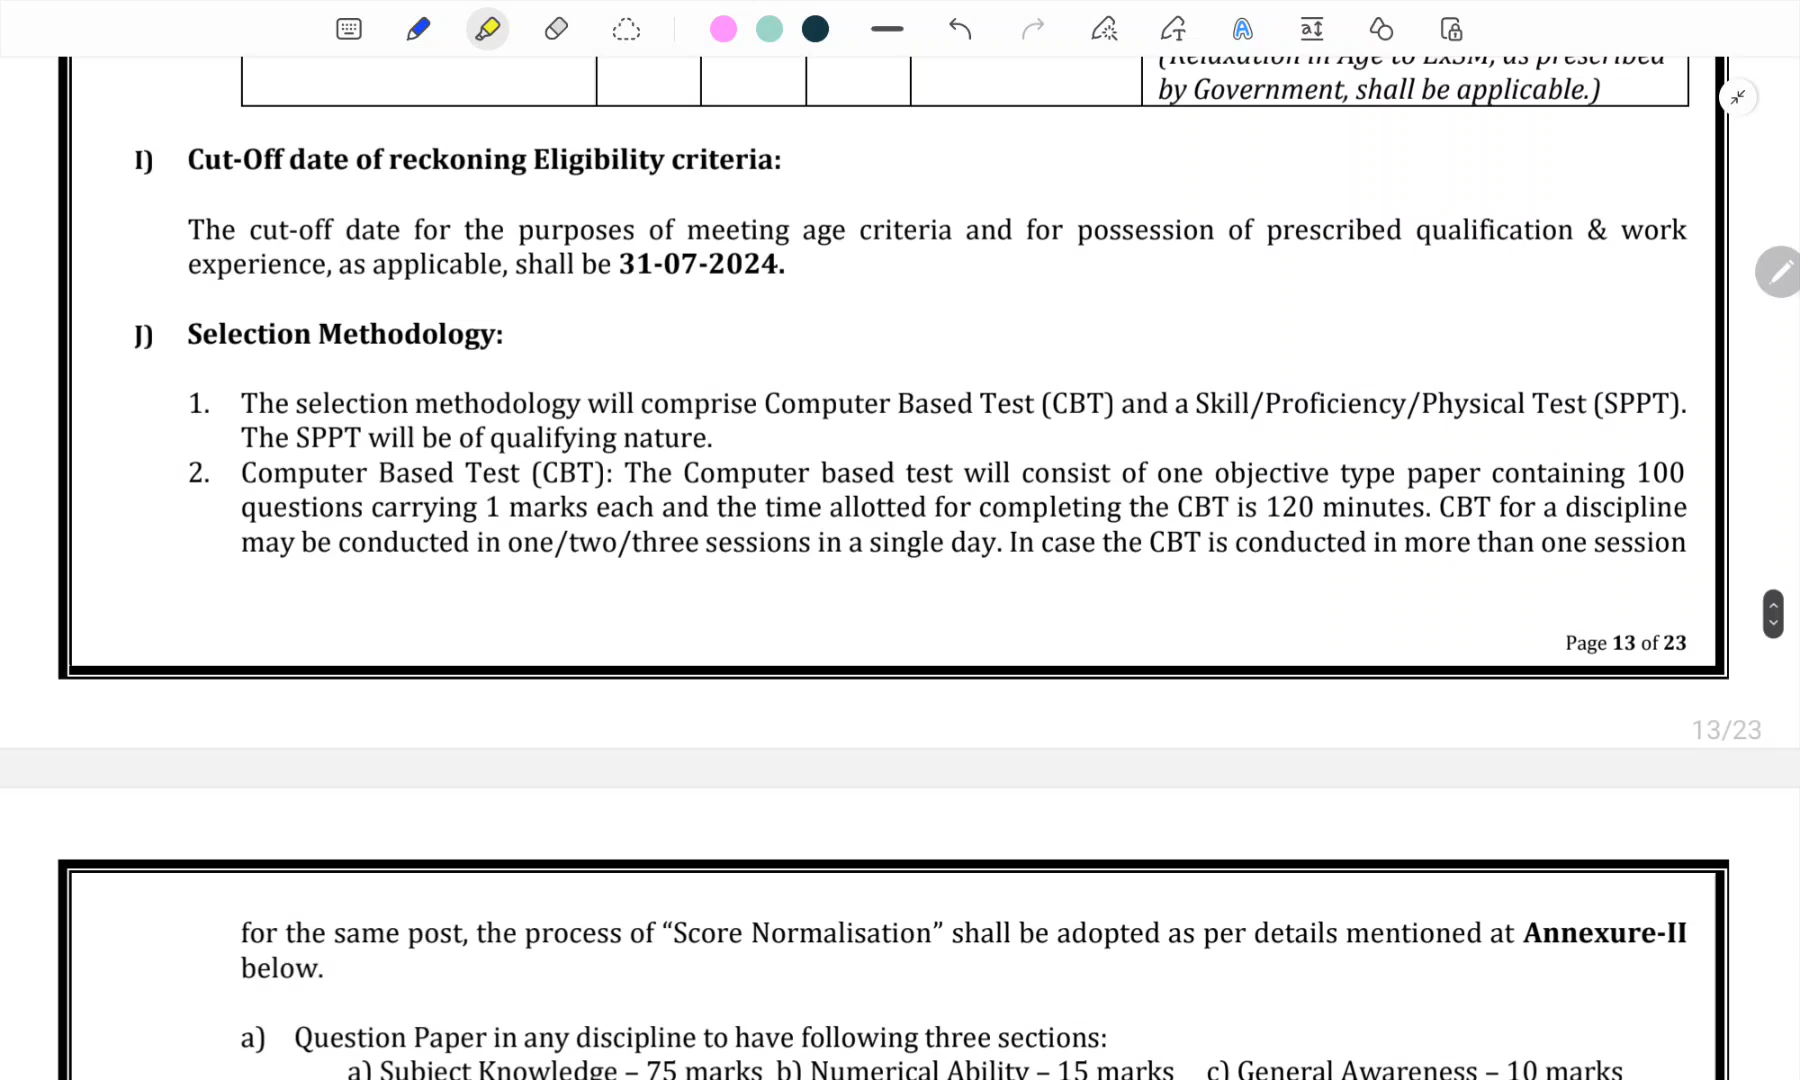 (Relaxation in Age to ExSM, as prescribed
by Government, shall be applicable.)
I) Cut-Off date of reckoning Eligibility criteria:
The cut-off date for the purposes of meeting age criteria and for possession of prescribed qualification & work
experience, as applicable, shall be 31-07-2024.
J) Selection Methodology:
1. The selection methodology will comprise Computer Based Test (CBT) and a Skill/Proficiency/Physical Test (SPPT).
The SPPT will be of qualifying nature.
2. Computer Based Test (CBT): The Computer based test will consist of one objective type paper containing 100
questions carrying 1 marks each and the time allotted for completing the CBT is 120 minutes. CBT for a discipline
may be conducted in one/two/three sessions in a single day. In case the CBT is conducted in more than one session
Page 13 of 23
13/23
for the same post, the process of “Score Normalisation” shall be adopted as per details mentioned at Annexure-II
below.
a) Question Paper in any discipline to have following three sections:
a) Subject Knowledge – 75 marks b) Numerical Ability – 15 marks c) General Awareness – 10 marks